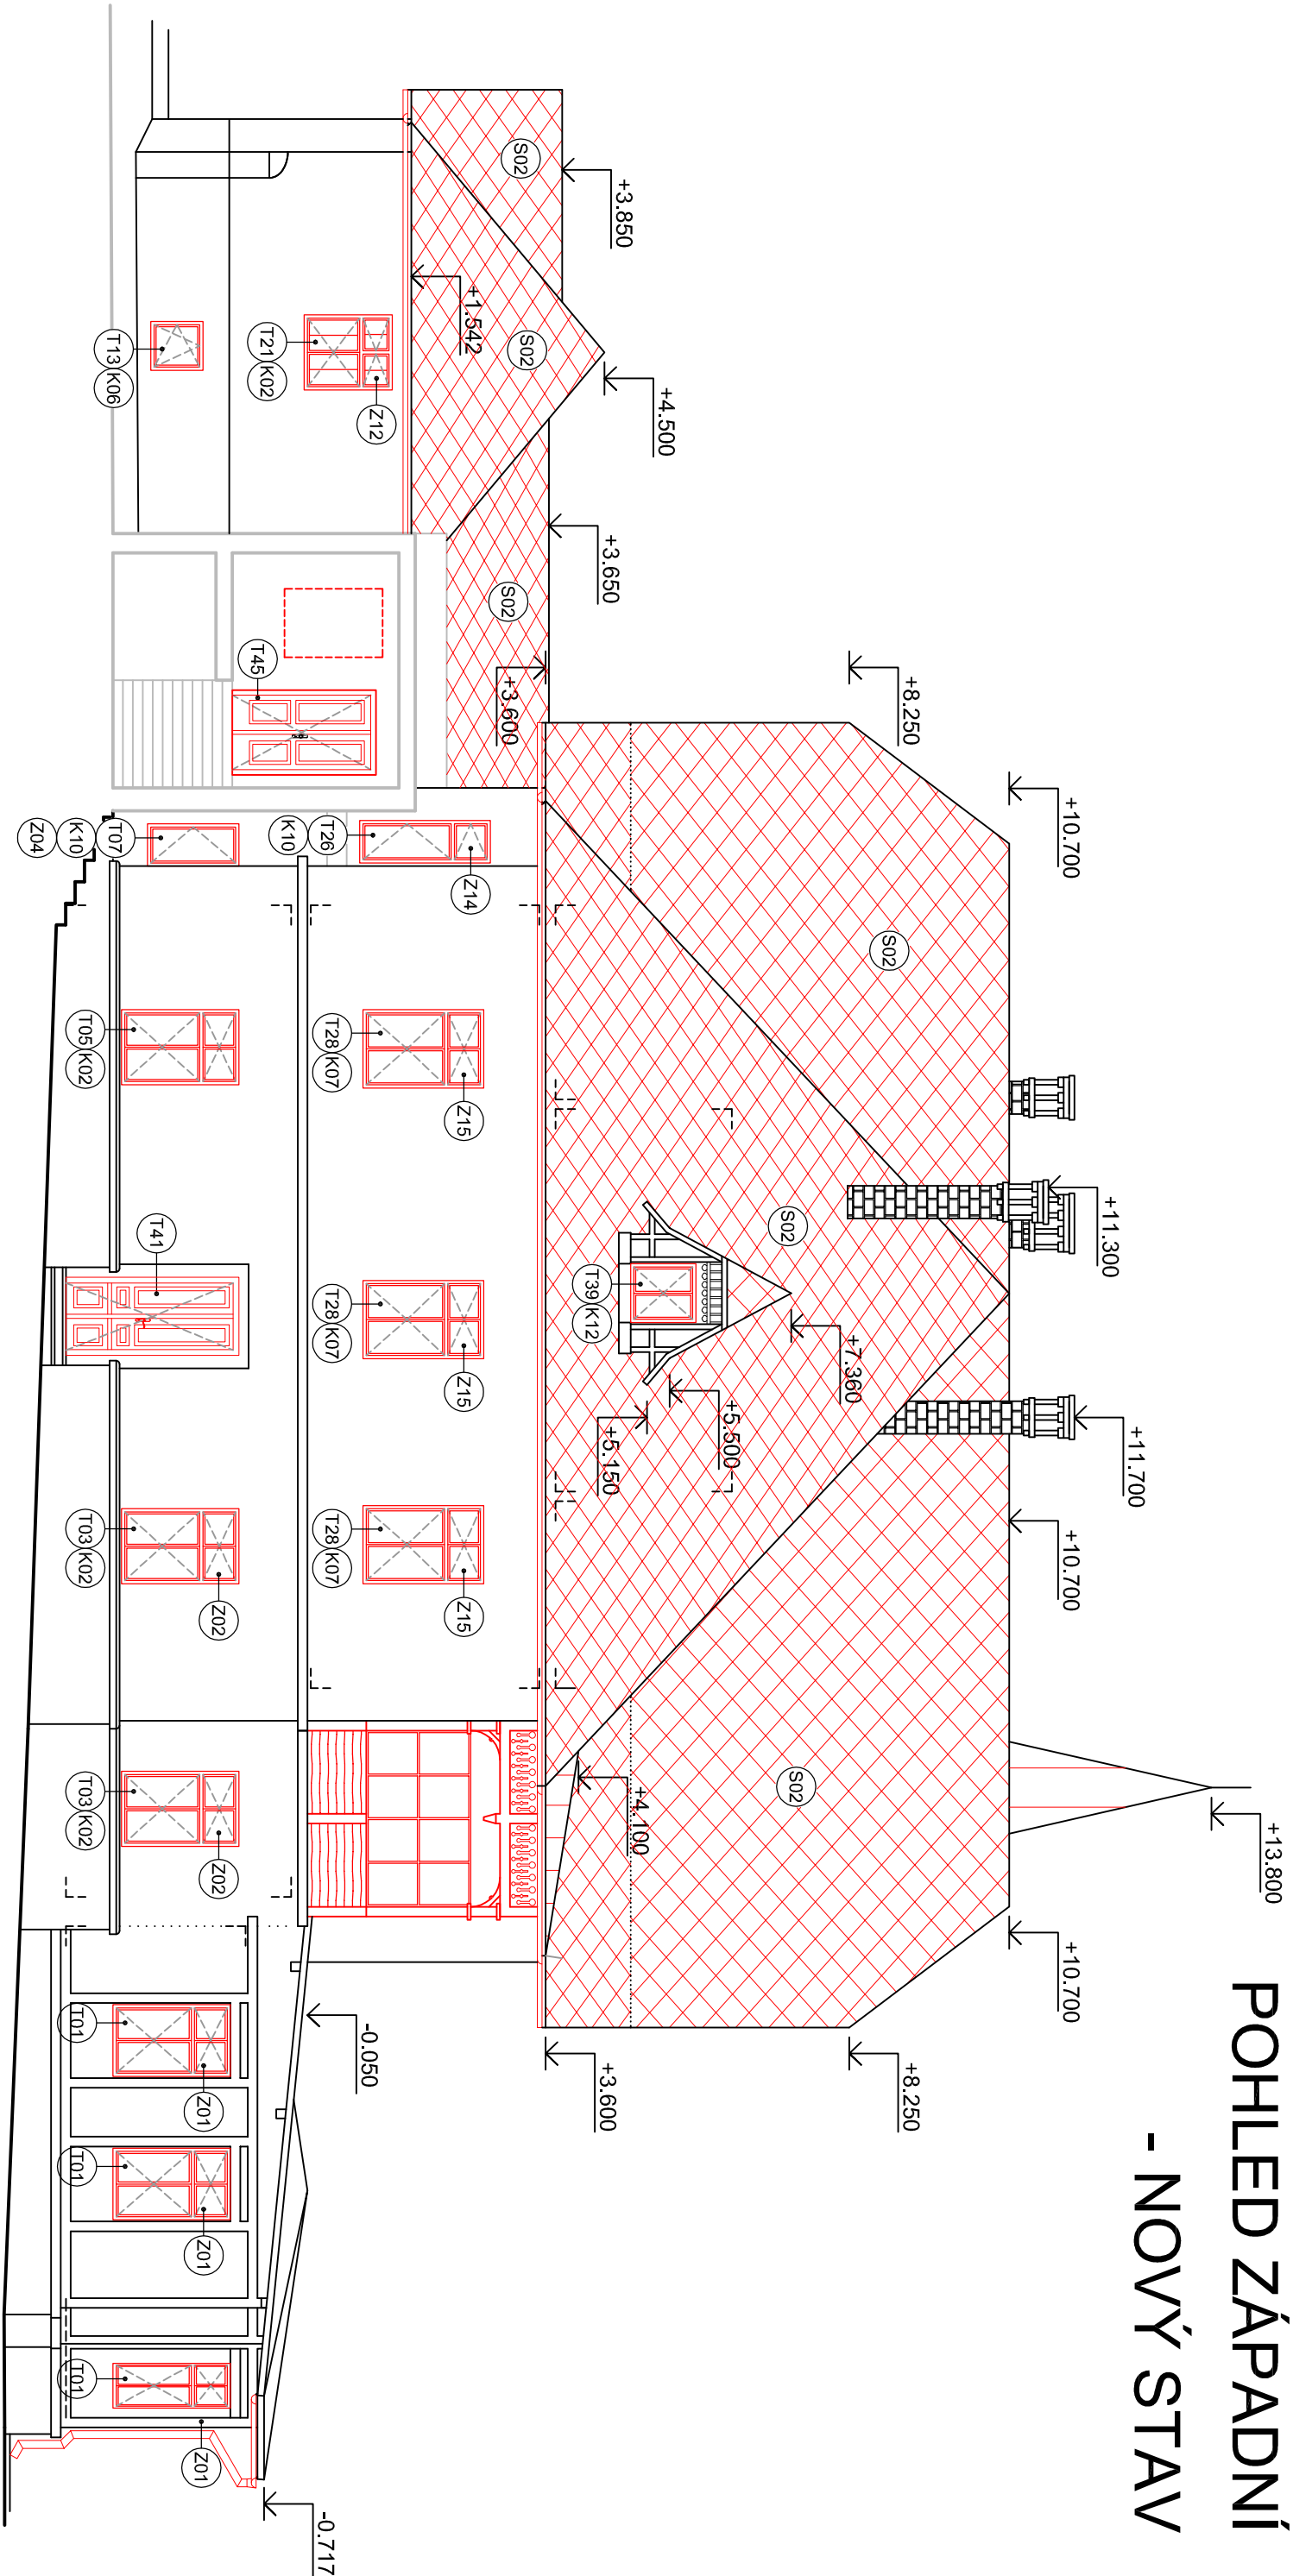 POHLED ZÁPADNÍ
- NOVÝ STAV
+13.800
+11.700
+11.300
+10.700
+10.700
+10.700
+8.250
+8.250
+7.360
+5.500
+5.150
+4.500
+4.100
+3.850
+3.650
+3.600
+3.600
+1.542
-0.050
-0.717
S02
S02
S02
S02
S02
S02
S02
T39 K12
Z12
T21 K02
T13 K06
T45
Z14
T26
K10
T07
K10
Z04
Z15
T28 K07
Z15
T28 K07
Z15
T28 K07
T05 K02
T41
Z02
T03 K02
Z02
T03 K02
Z01
T01
Z01
T01
Z01
T01